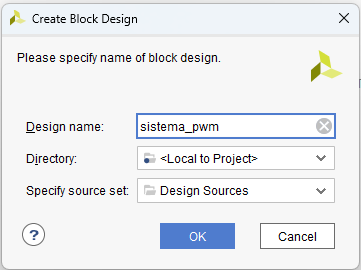 Create Block Design
Please specify name of block design.
Design name: sistema_pwm
Directory: <Local to Project>
Specify source set: Design Sources
? OK Cancel